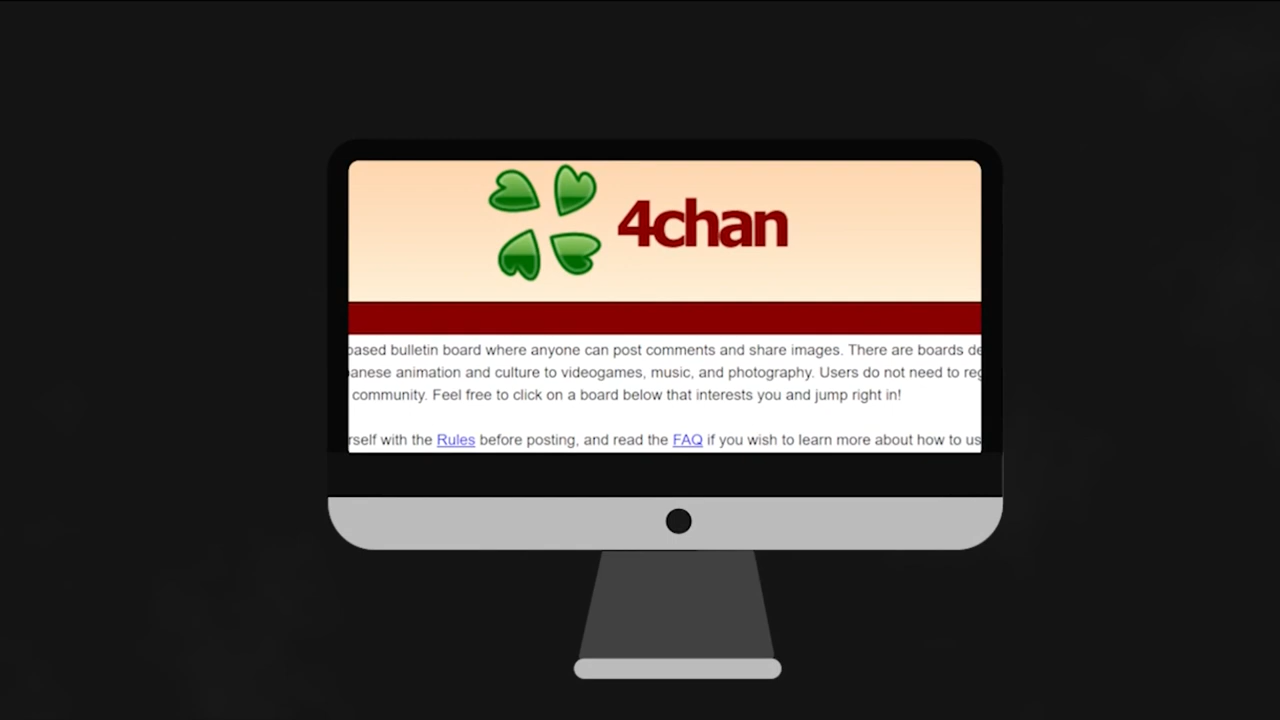 4chan
based bulletin board where anyone can post comments and share images. There are boards de
anese animation and culture to videogames, music, and photography. Users do not need to reg
community. Feel free to click on a board below that interests you and jump right in!
rself with the Rules before posting, and read the FAQ if you wish to learn more about how to us